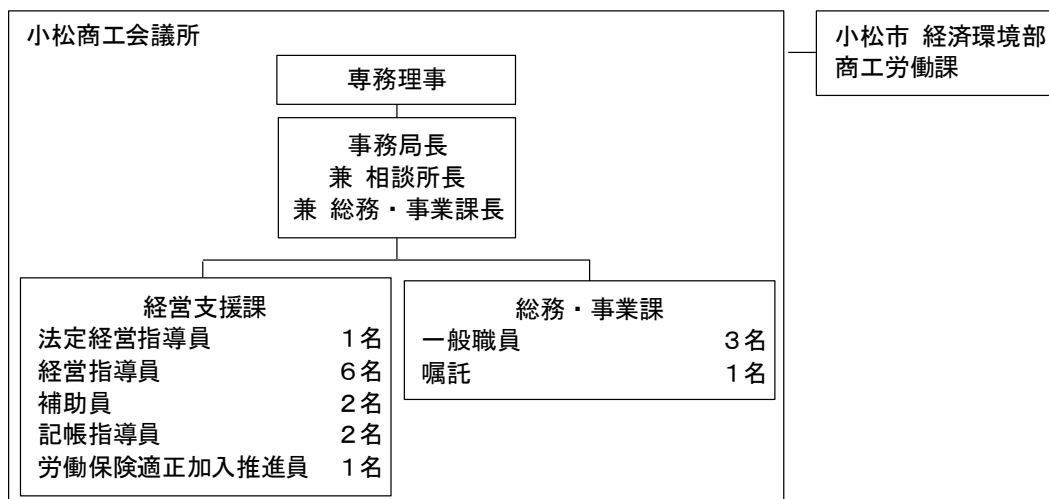 小松商工会議所
小松市 経済環境部
商工労働課
専務理事
事務局長
兼 相談所長
兼 総務・事業課長
経営支援課
法定経営指導員 1名
経営指導員 6名
補助員 2名
記帳指導員 2名
労働保険適正加入推進員 1名
総務・事業課
一般職員 3名
嘱託 1名